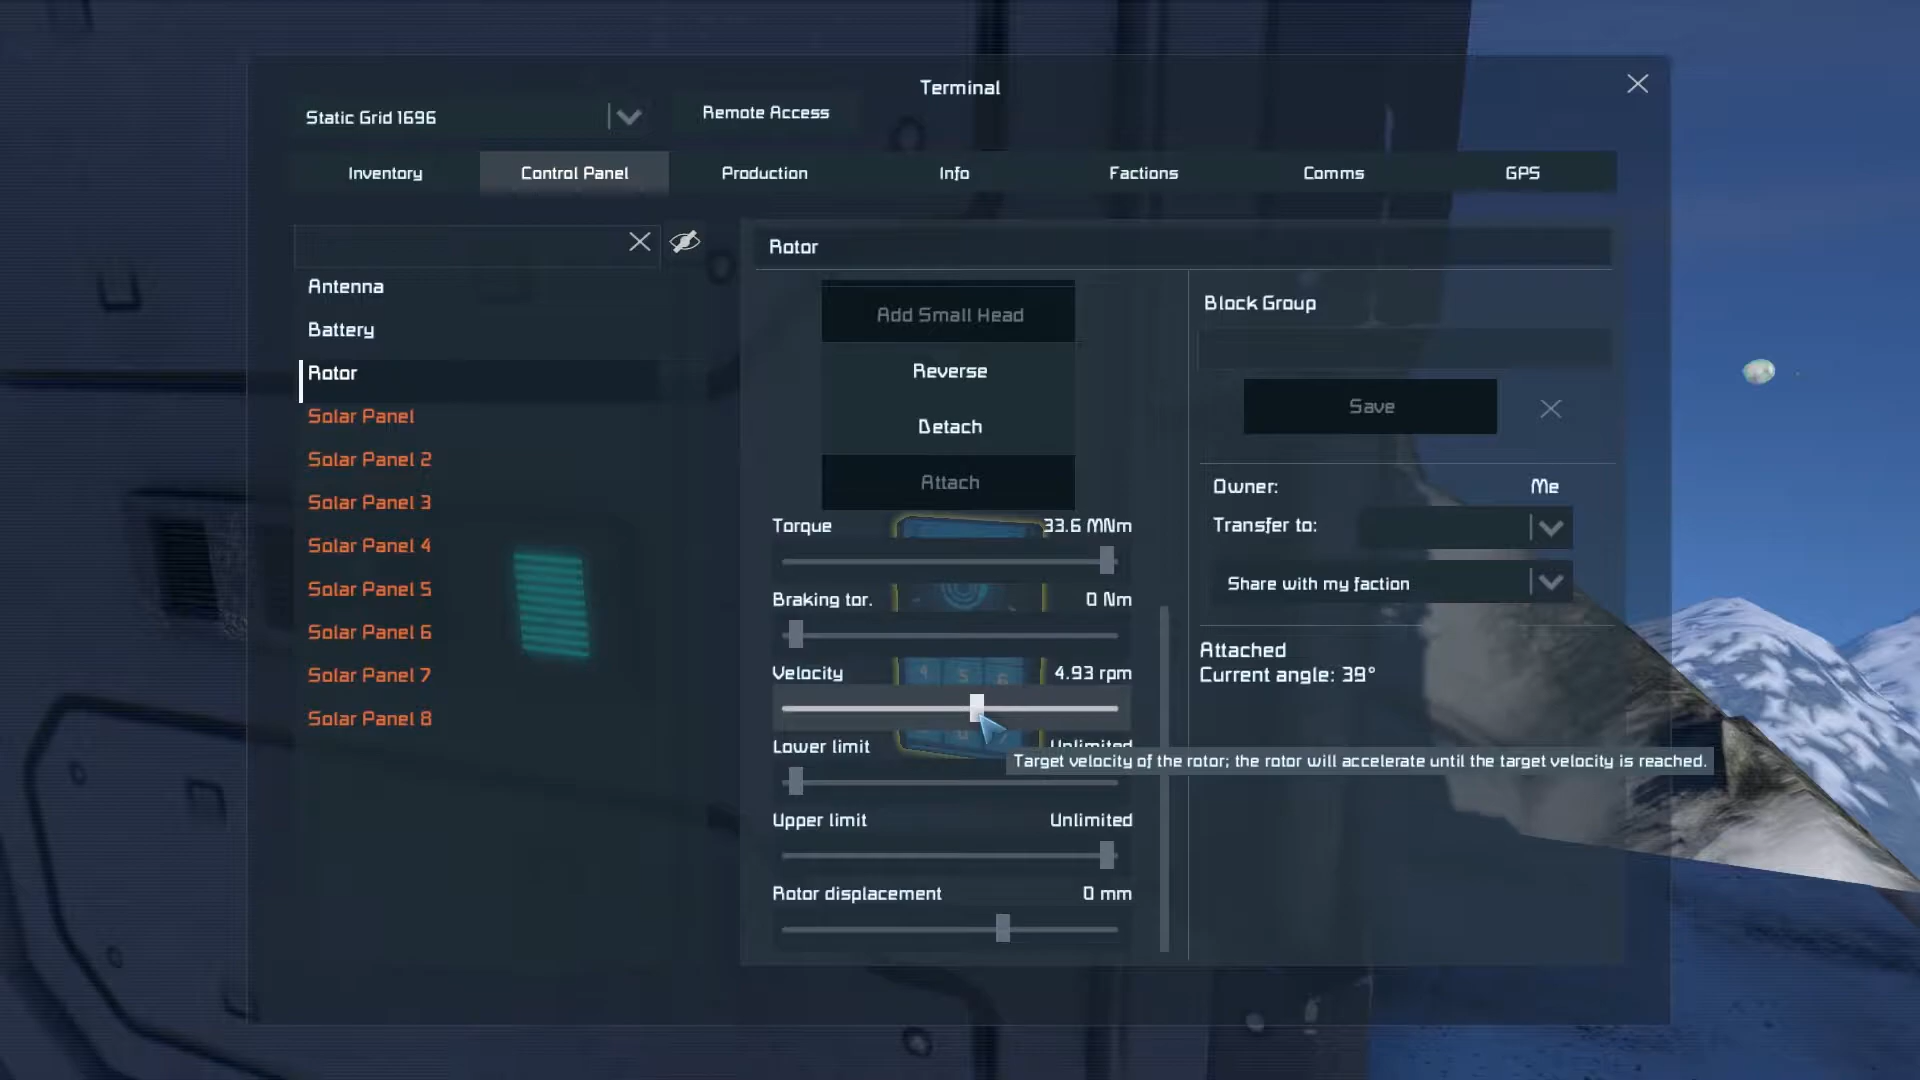 Terminal
Static Grid 1696
Remote Access
Inventory
Control Panel
Production
Info
Factions
Comms
GPS
Antenna
Battery
Rotor
Solar Panel
Solar Panel 2
Solar Panel 3
Solar Panel 4
Solar Panel 5
Solar Panel 6
Solar Panel 7
Solar Panel 8
Rotor
Add Small Head
Reverse
Detach
Attach
Torque 33.6 MNm
Braking tor. 0 Nm
Velocity 4.93 rpm
Lower limit Unlimited
Target velocity of the rotor; the rotor will accelerate until the target velocity is reached.
Upper limit Unlimited
Rotor displacement 0 mm
Block Group
Save
Owner: Me
Transfer to:
Share with my faction
Attached
Current angle: 39°